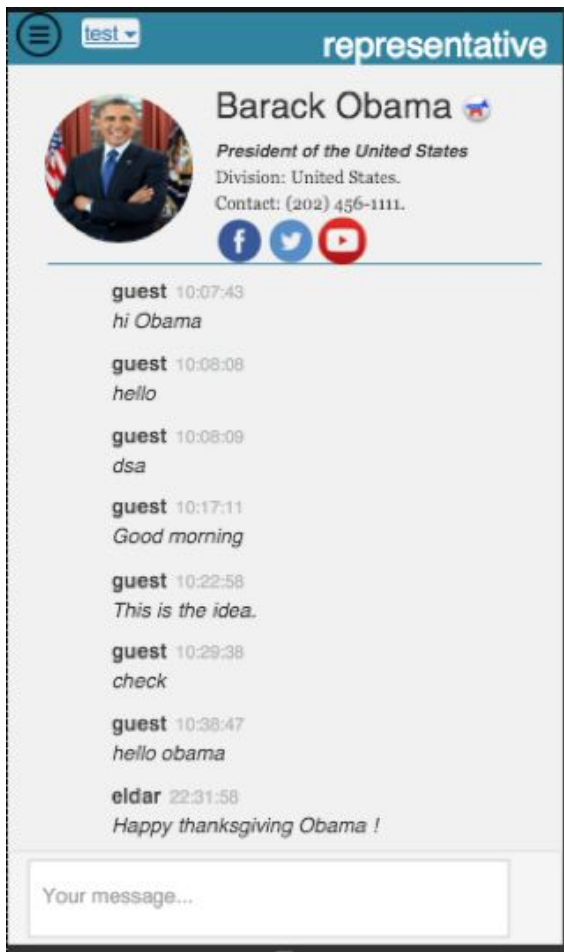 test
representative
Barack Obama
President of the United States
Division: United States.
Contact: (202) 456-1111.
guest 10:07:43
hi Obama
guest 10:08:08
hello
guest 10:08:09
dsa
guest 10:17:11
Good morning
guest 10:22:58
This is the idea.
guest 10:29:38
check
guest 10:38:47
hello obama
eldar 22:31:58
Happy thanksgiving Obama !
Your message...